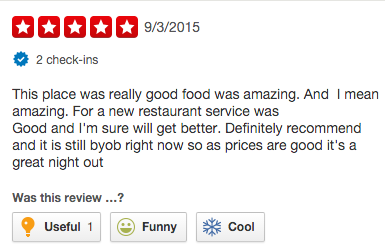 9/3/2015
2 check-ins
This place was really good food was amazing. And  I mean
amazing. For a new restaurant service was
Good and I'm sure will get better. Definitely recommend
and it is still byob right now so as prices are good it's a
great night out
Was this review ...?
Useful 1 Funny Cool